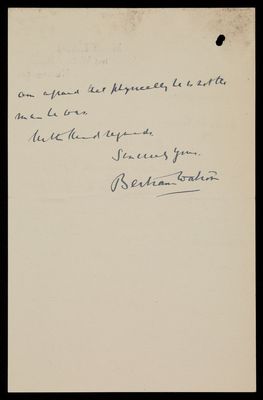 am afraid that physically he is not the
man he was.
With kind regards.
Sincerely yours.
Bertram Watson